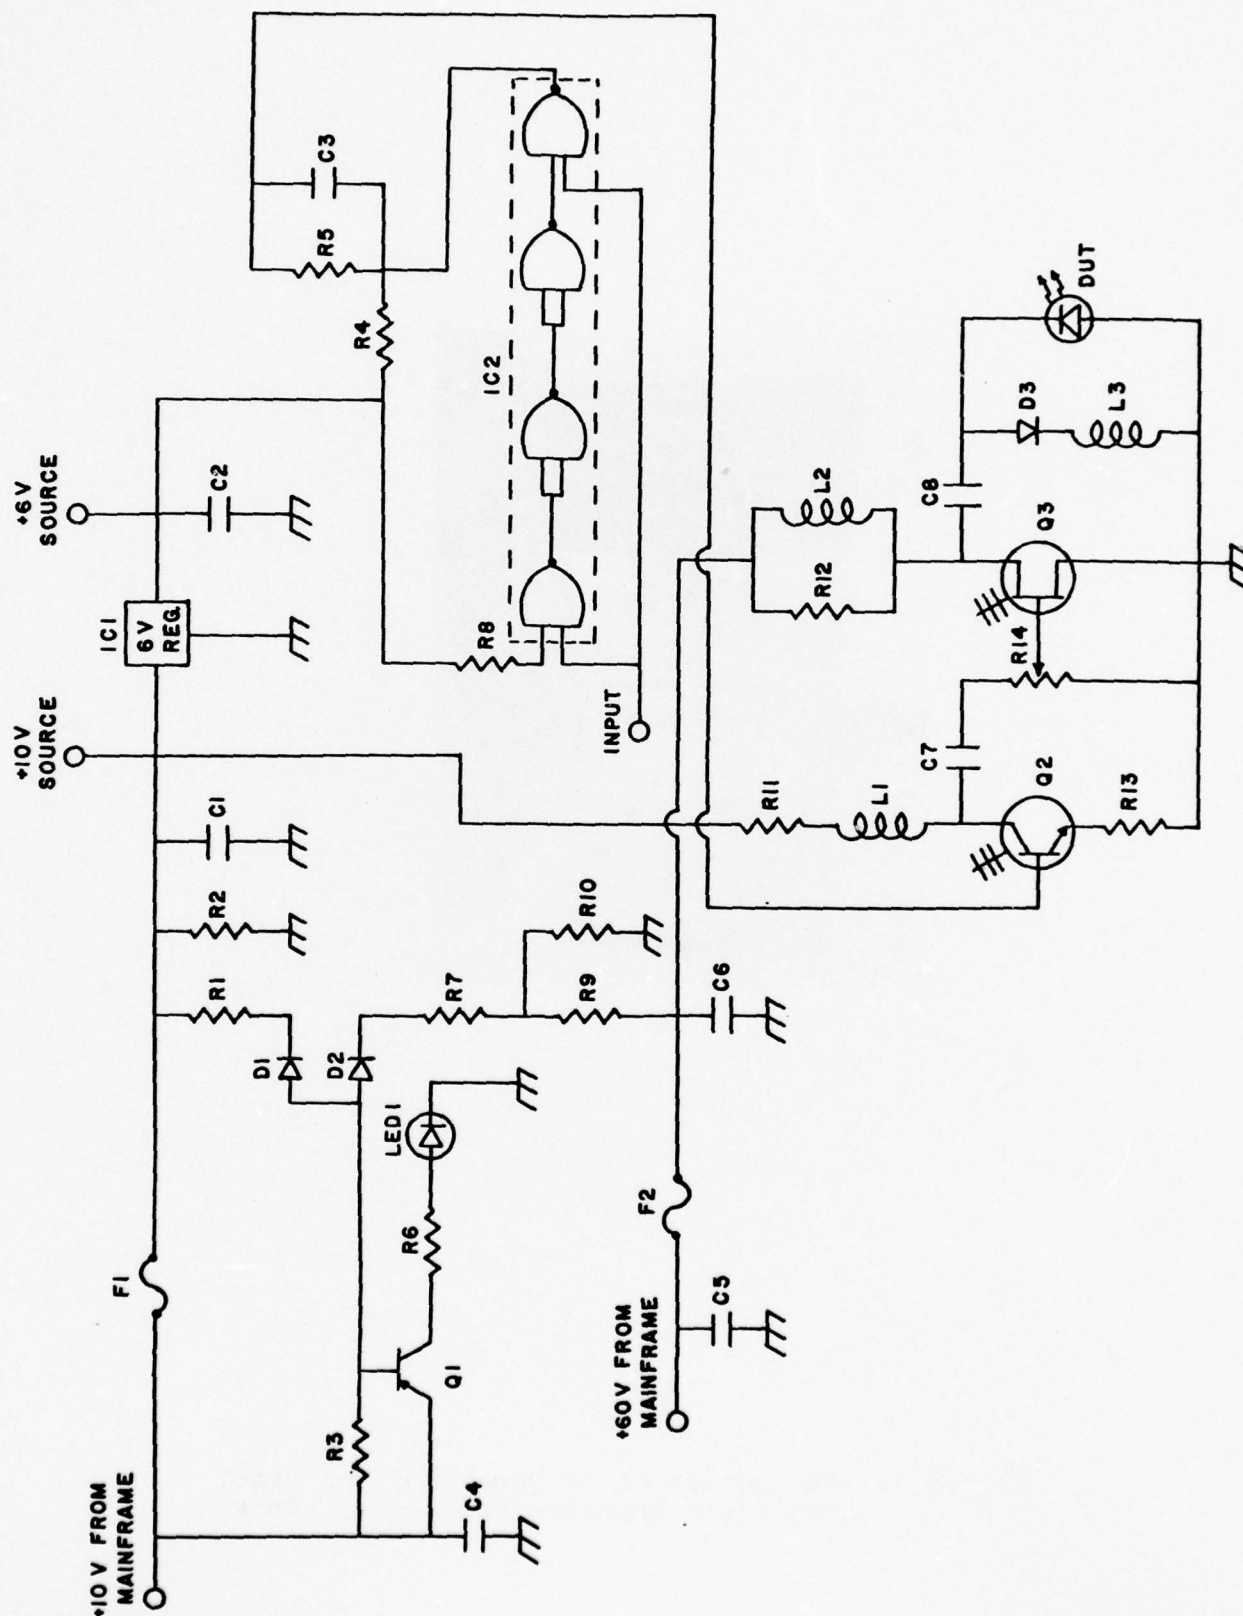 +10V FROM
MAINFRAME
F1
R1
R2
C1
+10V
SOURCE
IC1
6V
REG.
+6V
SOURCE
C2
R4
R5
C3
D1
D2
R3
Q1
R6
LED1
C4
R7
R9
R10
R8
IC2
INPUT
+60V FROM
MAINFRAME
F2
C5
C6
R11
L1
C7
Q2
R13
R14
R12
L2
C8
Q3
D3
L3
DUT